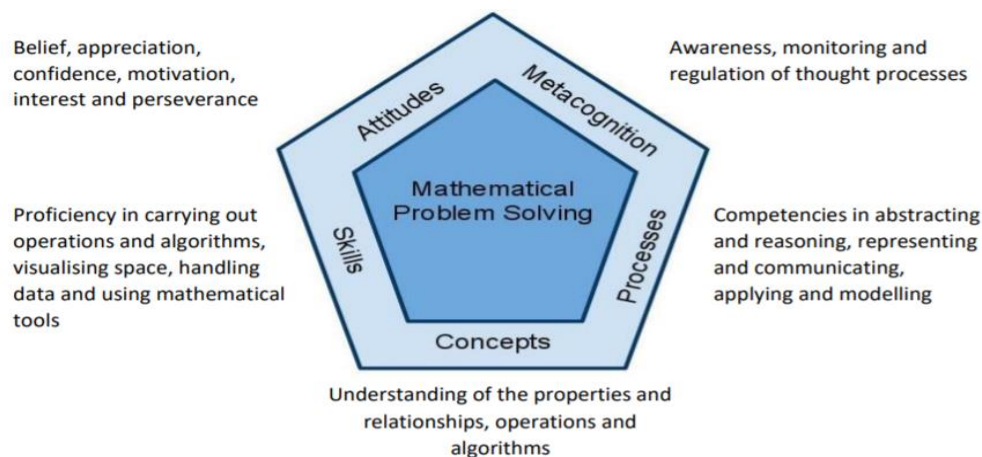 Belief, appreciation,
confidence, motivation,
interest and perseverance
Attitudes
Metacognition
Awareness, monitoring and
regulation of thought processes
Mathematical
Problem Solving
Proficiency in carrying out
operations and algorithms,
visualising space, handling
data and using mathematical
tools
Skills
Processes
Competencies in abstracting
and reasoning, representing
and communicating,
applying and modelling
Concepts
Understanding of the properties and
relationships, operations and
algorithms